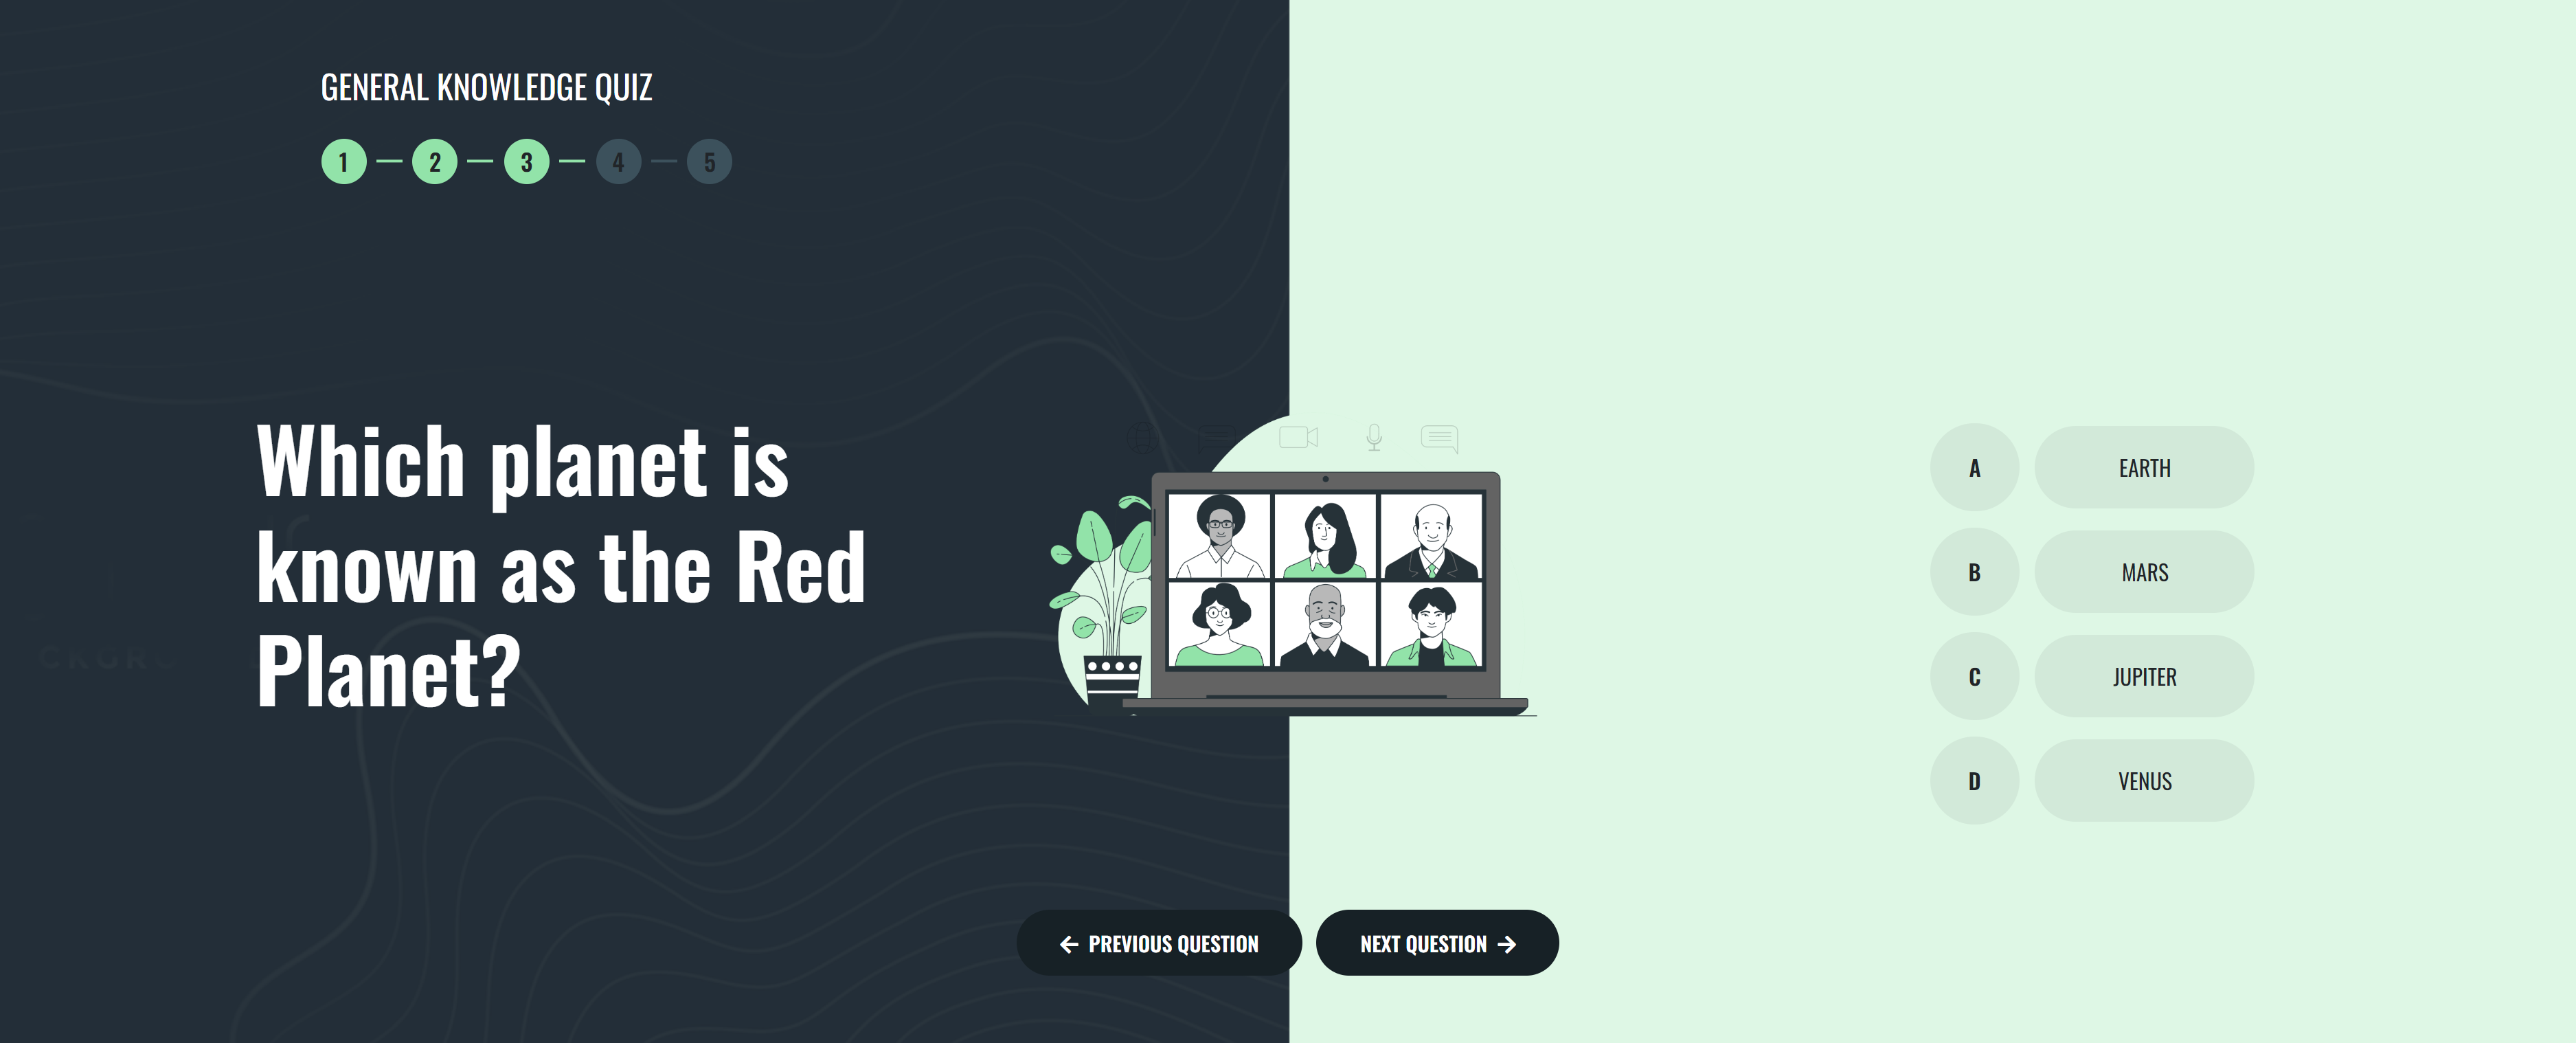 GENERAL KNOWLEDGE QUIZ
1 2 3 4 5
Which planet is
known as the Red
Planet?
A EARTH
B MARS
C JUPITER
D VENUS
PREVIOUS QUESTION
NEXT QUESTION